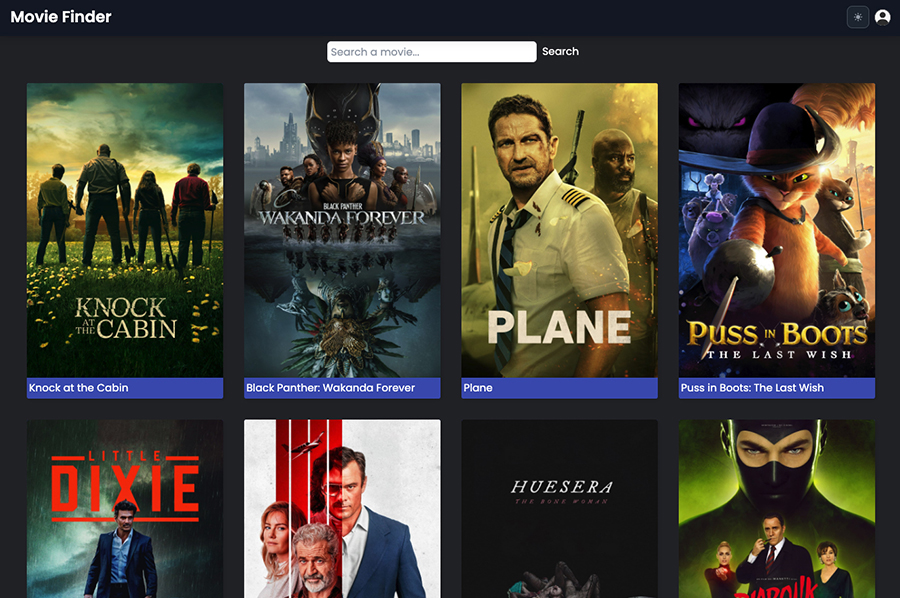 Movie Finder
Search a movie...
Search
KNOCK
AT THE CABIN
BLACK PANTHER
WAKANDA FOREVER
PLANE
PUSS IN BOOTS
THE LAST WISH
Knock at the Cabin
Black Panther: Wakanda Forever
Plane
Puss in Boots: The Last Wish
LITTLE
DIXIE
HUESERA
THE BONE WOMAN
DIABOLIK